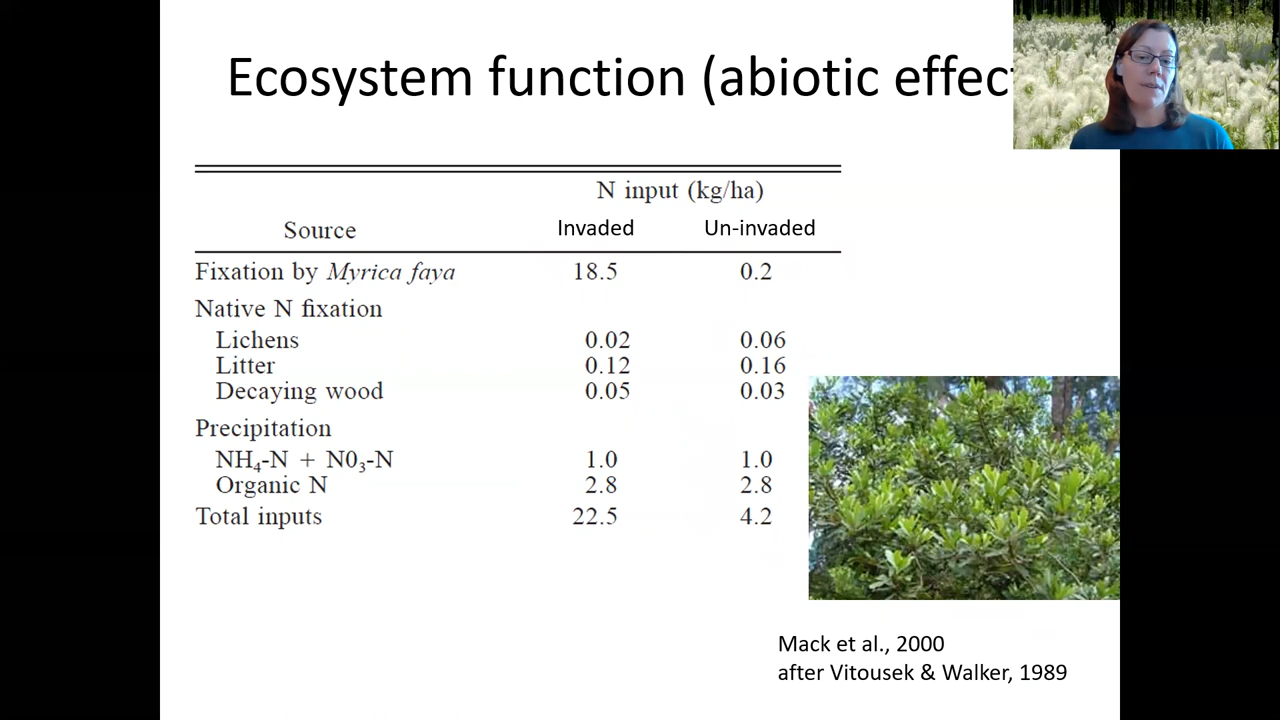 Ecosystem function (abiotic effect
N input (kg/ha)
Source Invaded Un-invaded
Fixation by Myrica faya 18.5 0.2
Native N fixation
Lichens 0.02 0.06
Litter 0.12 0.16
Decaying wood 0.05 0.03
Precipitation
NH₄-N + N0₃-N 1.0 1.0
Organic N 2.8 2.8
Total inputs 22.5 4.2
Mack et al., 2000
after Vitousek & Walker, 1989